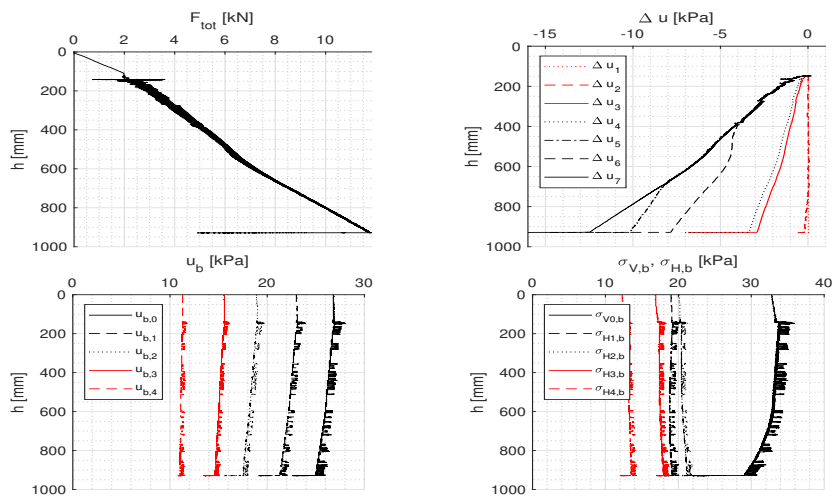 F_tot [kN]
0 2 4 6 8 10
0
200
400
600
800
1000
h [mm]
Δ u [kPa]
-15 -10 -5 0
0
200
400
600
800
1000
h [mm]
Δ u_1
Δ u_2
Δ u_3
Δ u_4
Δ u_5
Δ u_6
Δ u_7
u_b [kPa]
0 10 20 30
0
200
400
600
800
1000
h [mm]
u_b,0
u_b,1
u_b,2
u_b,3
u_b,4
σ_V,b, σ_H,b [kPa]
0 10 20 30 40
0
200
400
600
800
1000
h [mm]
σ_V0,b
σ_H1,b
σ_H2,b
σ_H3,b
σ_H4,b